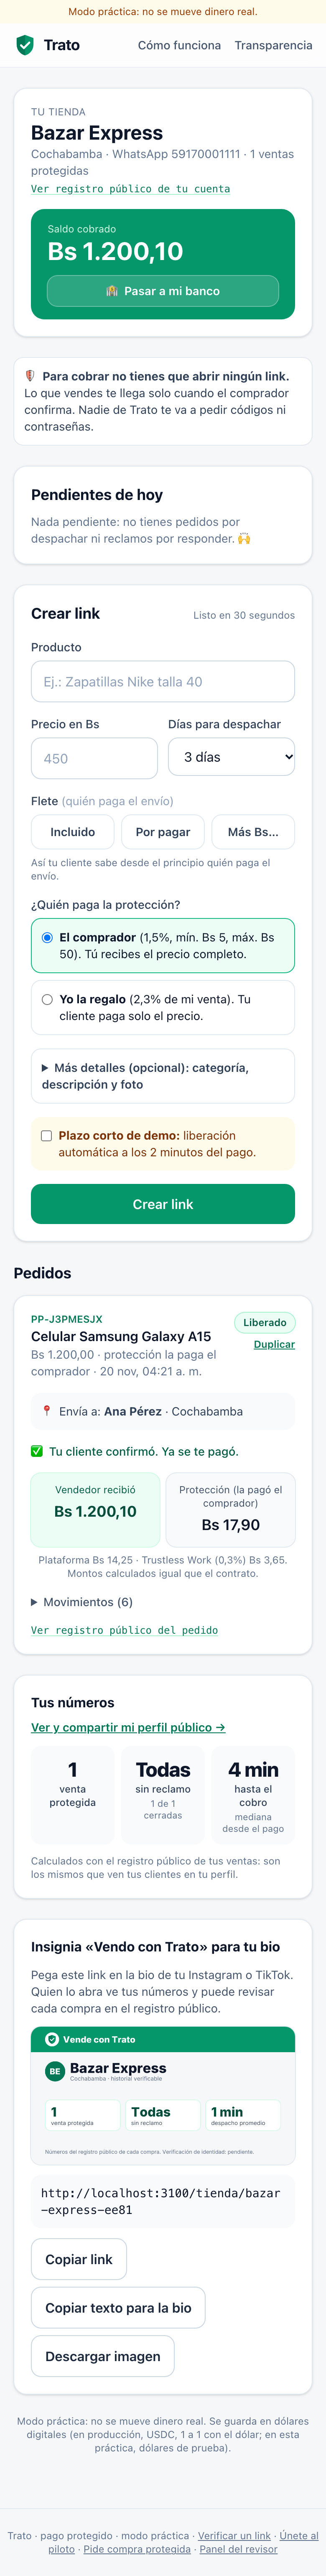 Modo práctica: no se mueve dinero real.
Trato
Cómo funciona
Transparencia
TU TIENDA
Bazar Express
Cochabamba · WhatsApp 59170001111 · 1 ventas
protegidas
Ver registro público de tu cuenta
Saldo cobrado
Bs 1.200,10
Pasar a mi banco
Para cobrar no tienes que abrir ningún link.
Lo que vendes te llega solo cuando el comprador
confirma. Nadie de Trato te va a pedir códigos ni
contraseñas.
Pendientes de hoy
Nada pendiente: no tienes pedidos por
despachar ni reclamos por responder. 🙌
Crear link
Listo en 30 segundos
Producto
Ej.: Zapatillas Nike talla 40
Precio en Bs
Días para despachar
450
3 días
Flete (quién paga el envío)
Incluido
Por pagar
Más Bs...
Así tu cliente sabe desde el principio quién paga el
envío.
¿Quién paga la protección?
El comprador (1,5%, mín. Bs 5, máx. Bs
50). Tú recibes el precio completo.
Yo la regalo (2,3% de mi venta). Tu
cliente paga solo el precio.
▶ Más detalles (opcional): categoría,
descripción y foto
Plazo corto de demo: liberación
automática a los 2 minutos del pago.
Crear link
Pedidos
PP-J3PMESJX
Liberado
Celular Samsung Galaxy A15
Duplicar
Bs 1.200,00 · protección la paga el
comprador · 20 nov, 04:21 a. m.
📍 Envía a: Ana Pérez · Cochabamba
✅ Tu cliente confirmó. Ya se te pagó.
Vendedor recibió
Bs 1.200,10
Protección (la pagó el
comprador)
Bs 17,90
Plataforma Bs 14,25 · Trustless Work (0,3%) Bs 3,65.
Montos calculados igual que el contrato.
▶ Movimientos (6)
Ver registro público del pedido
Tus números
Ver y compartir mi perfil público →
1
venta
protegida
Todas
sin reclamo
1 de 1
cerradas
4 min
hasta el
cobro
mediana
desde el pago
Calculados con el registro público de tus ventas: son
los mismos que ven tus clientes en tu perfil.
Insignia «Vendo con Trato» para tu bio
Pega este link en la bio de tu Instagram o TikTok.
Quien lo abra ve tus números y puede revisar
cada compra en el registro público.
Vende con Trato
BE
Bazar Express
Cochabamba · historial verificable
1
venta protegida
Todas
sin reclamo
1 min
despacho promedio
Números del registro público de cada compra. Verificación de identidad: pendiente.
http://localhost:3100/tienda/bazar
-express-ee81
Copiar link
Copiar texto para la bio
Descargar imagen
Modo práctica: no se mueve dinero real. Se guarda en dólares
digitales (en producción, USDC, 1 a 1 con el dólar; en esta
práctica, dólares de prueba).
Trato · pago protegido · modo práctica · Verificar un link · Únete al
piloto · Pide compra protegida · Panel del revisor